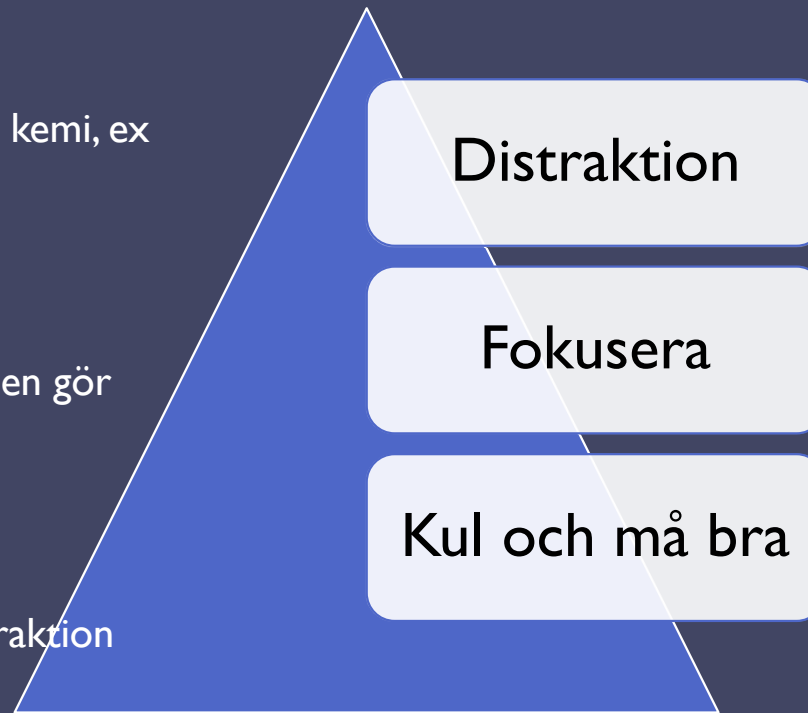 kemi, ex
Distraktion
Fokusera
en gör
Kul och må bra
raktion